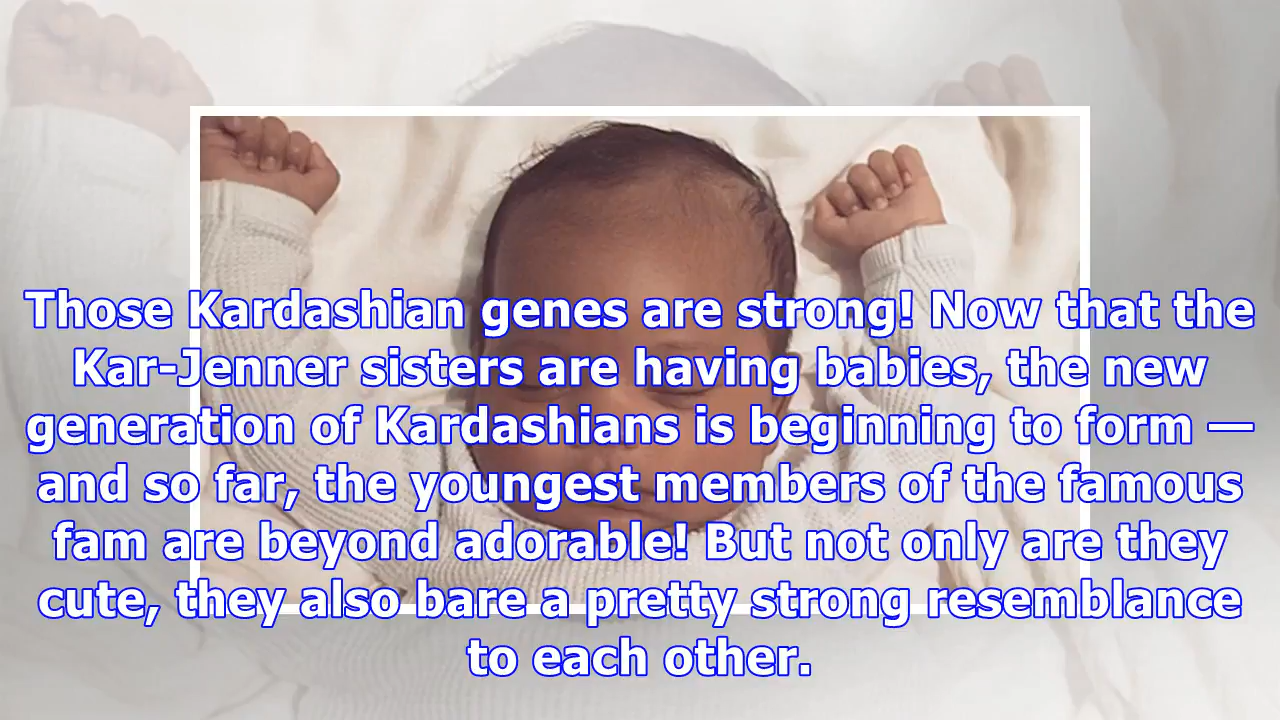 Those Kardashian genes are strong! Now that the
Kar-Jenner sisters are having babies, the new
generation of Kardashians is beginning to form —
and so far, the youngest members of the famous
fam are beyond adorable! But not only are they
cute, they also bare a pretty strong resemblance
to each other.